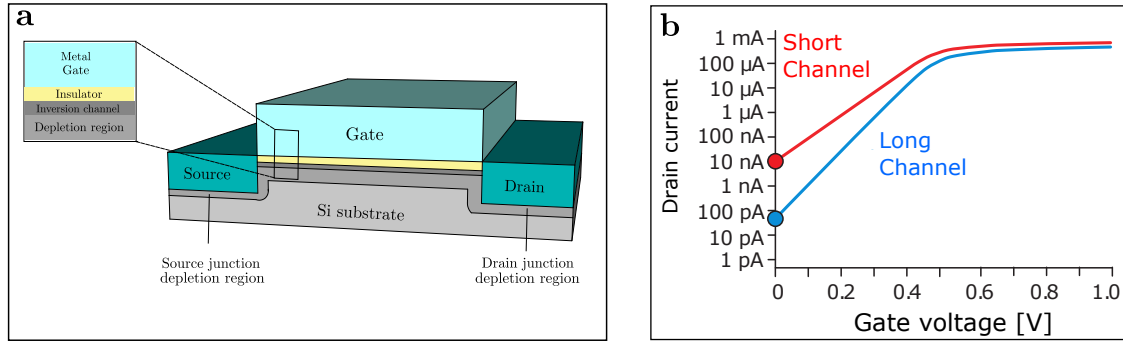 a
Metal
Gate
Insulator
Inversion channel
Depletion region
Gate
Source
Drain
Si substrate
Source junction
depletion region
Drain junction
depletion region
b
Drain current
1 mA
100 µA
10 µA
1 µA
100 nA
10 nA
1 nA
100 pA
10 pA
1 pA
Short
Channel
Long
Channel
0 0.2 0.4 0.6 0.8 1.0
Gate voltage [V]